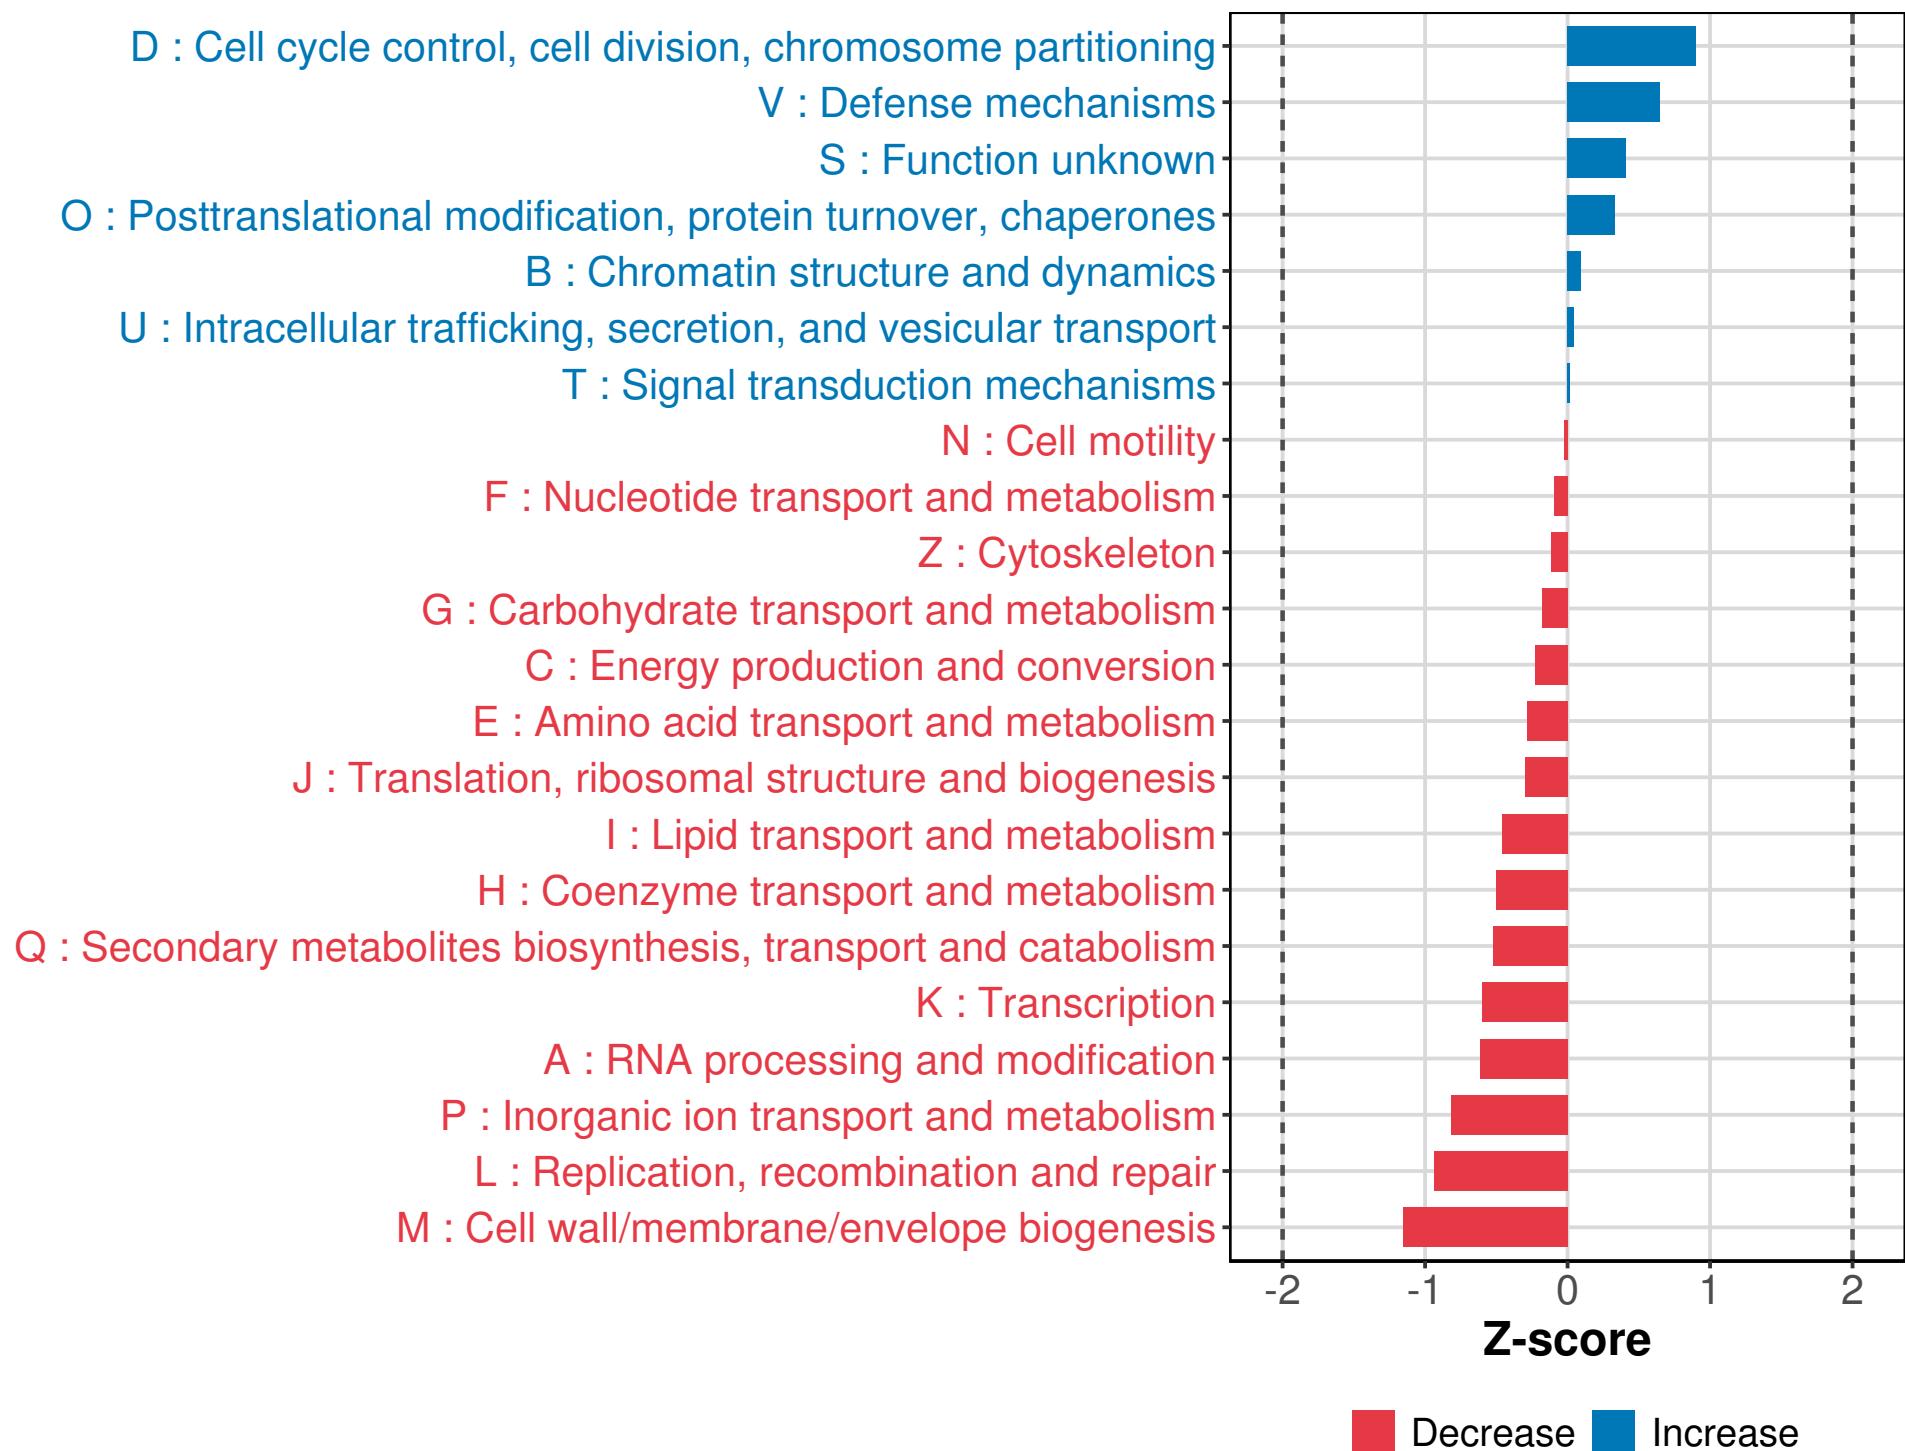 D : Cell cycle control, cell division, chromosome partitioning
V : Defense mechanisms
S : Function unknown
O : Posttranslational modification, protein turnover, chaperones
B : Chromatin structure and dynamics
U : Intracellular trafficking, secretion, and vesicular transport
T : Signal transduction mechanisms
N : Cell motility
F : Nucleotide transport and metabolism
Z : Cytoskeleton
G : Carbohydrate transport and metabolism
C : Energy production and conversion
E : Amino acid transport and metabolism
J : Translation, ribosomal structure and biogenesis
I : Lipid transport and metabolism
H : Coenzyme transport and metabolism
Q : Secondary metabolites biosynthesis, transport and catabolism
K : Transcription
A : RNA processing and modification
P : Inorganic ion transport and metabolism
L : Replication, recombination and repair
M : Cell wall/membrane/envelope biogenesis
-2 -1 0 1 2
Z-score
Decrease Increase